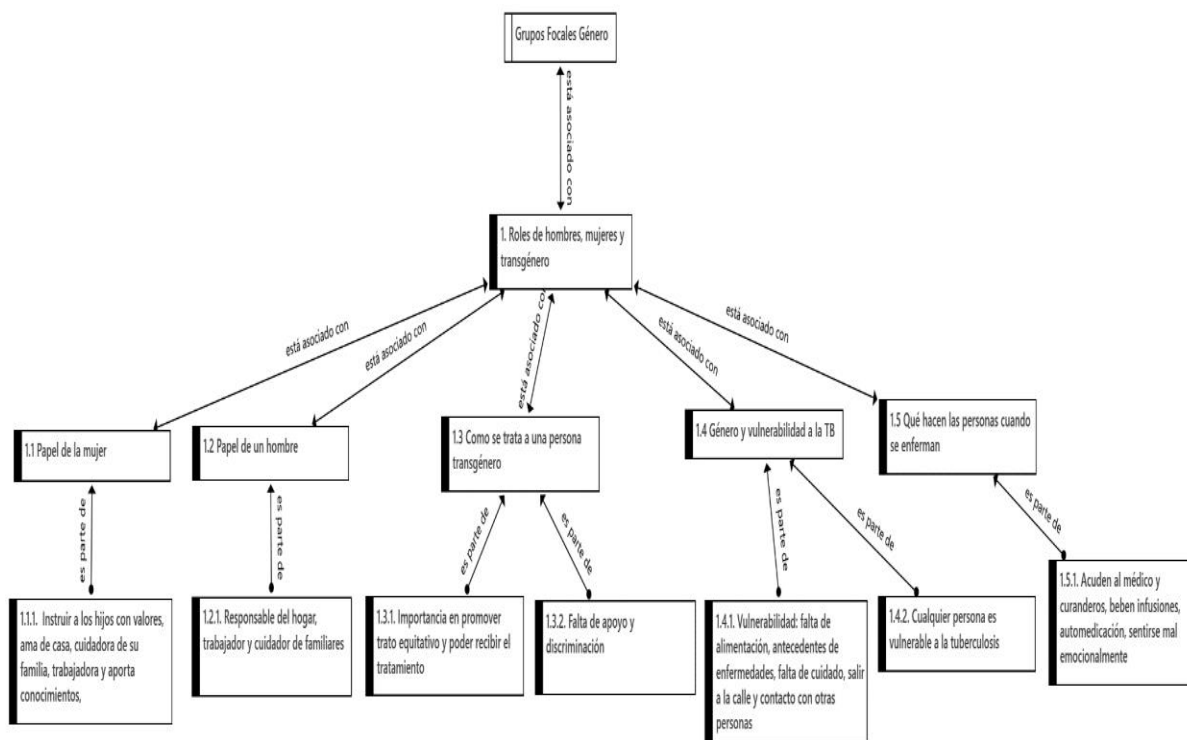 Grupos Focales Género
está asociado con
1. Roles de hombres, mujeres y
transgénero
está asociado con
está asociado con
está asociado con
está asociado con
está asociado con
1.1 Papel de la mujer
1.2 Papel de un hombre
1.3 Como se trata a una persona
transgénero
1.4 Género y vulnerabilidad a la TB
1.5 Qué hacen las personas cuando
se enferman
es parte de
es parte de
es parte de
es parte de
es parte de
es parte de
es parte de
1.1.1. Instruir a los hijos con valores,
ama de casa, cuidadora de su
familia, trabajadora y aporta
conocimientos,
1.2.1. Responsable del hogar,
trabajador y cuidador de familiares
1.3.1. Importancia en promover
trato equitativo y poder recibir el
tratamiento
1.3.2. Falta de apoyo y
discriminación
1.4.1. Vulnerabilidad: falta de
alimentación, antecedentes de
enfermedades, falta de cuidado, salir
a la calle y contacto con otras
personas
1.4.2. Cualquier persona es
vulnerable a la tuberculosis
1.5.1. Acuden al médico y
curanderos, beben infusiones,
automedicación, sentirse mal
emocionalmente